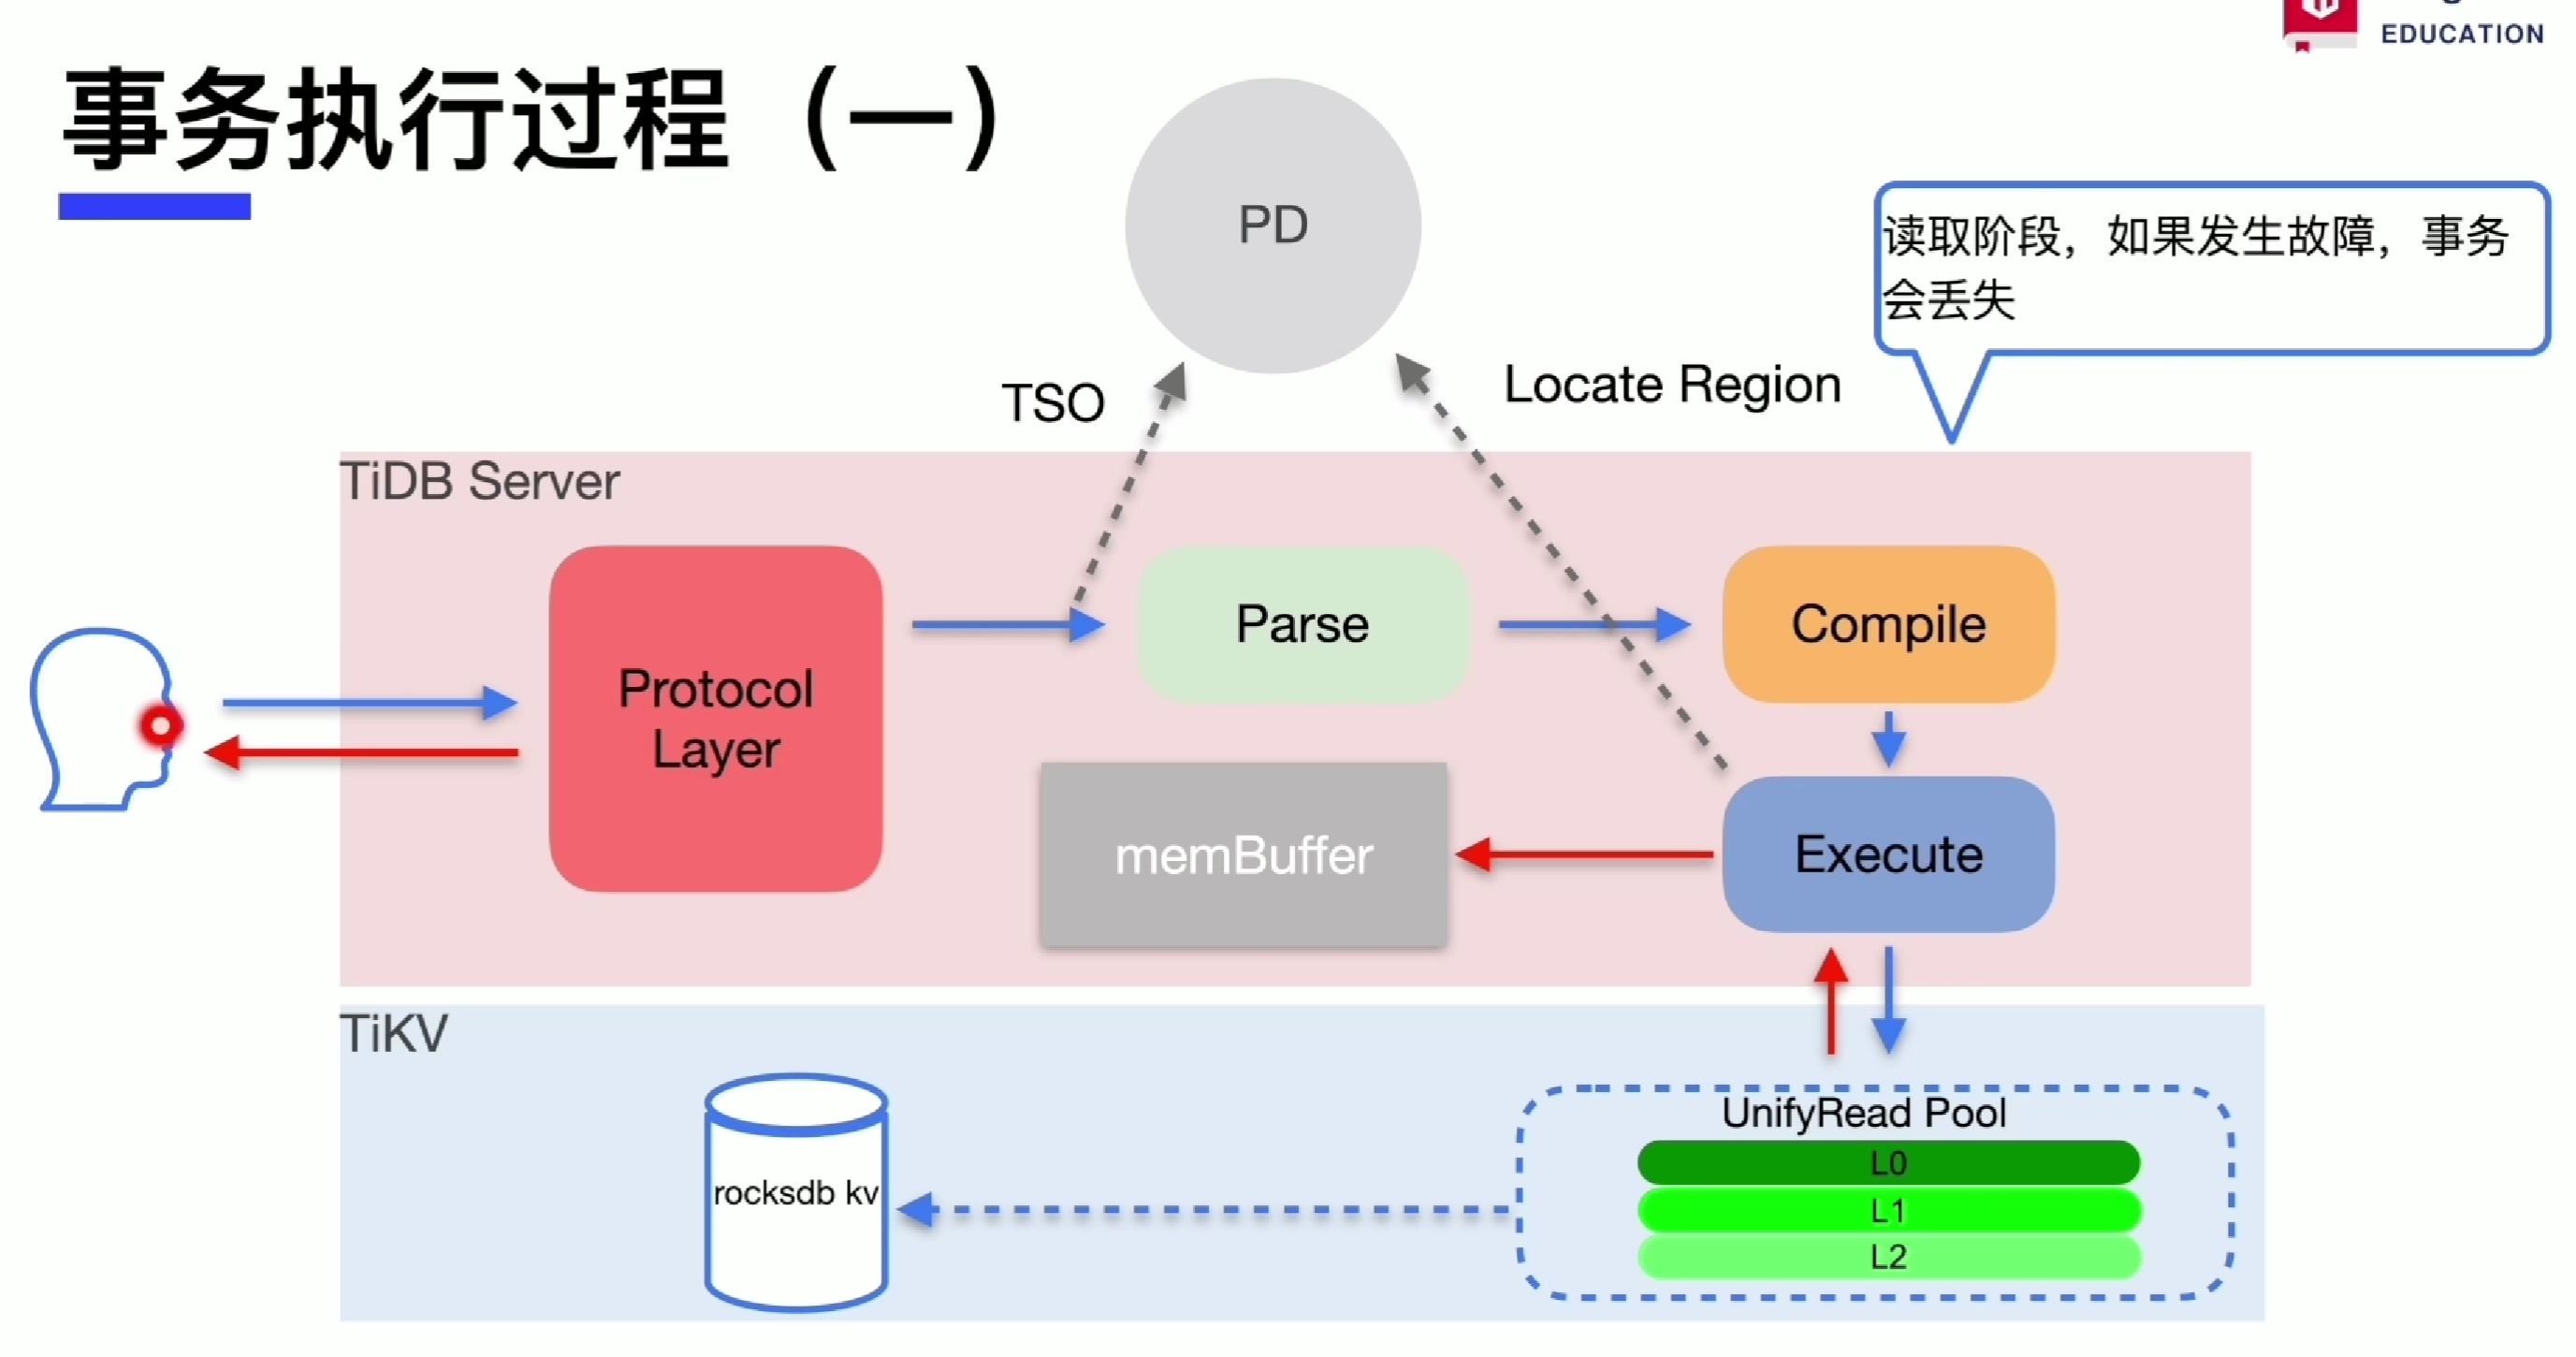 EDUCATION
事务执行过程（一）
PD
读取阶段，如果发生故障，事务
会丢失
TSO
Locate Region
TiDB Server
Protocol
Layer
Parse
Compile
memBuffer
Execute
TiKV
rocksdb kv
UnifyRead Pool
L0
L1
L2